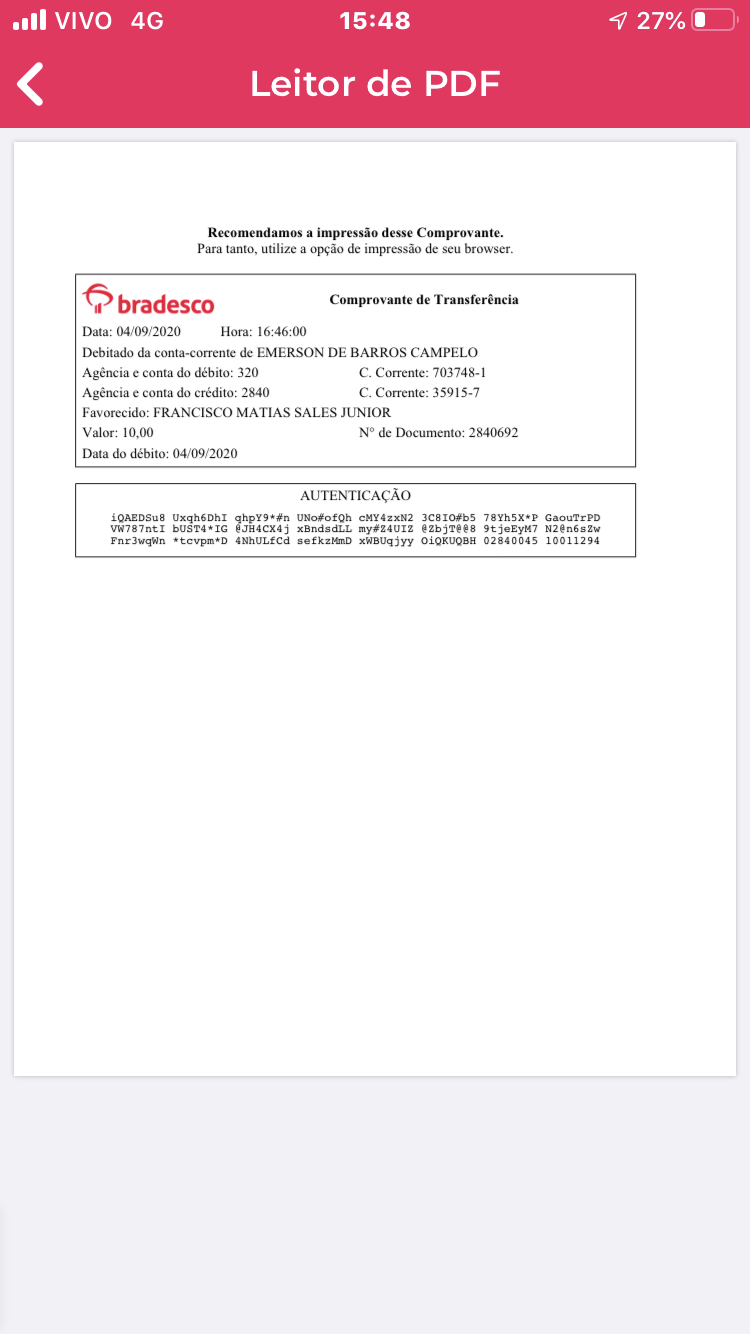 VIVO 4G 15:48 27%
Leitor de PDF
Recomendamos a impressão desse Comprovante.
Para tanto, utilize a opção de impressão de seu browser.
bradesco Comprovante de Transferência
Data: 04/09/2020 Hora: 16:46:00
Debitado da conta-corrente de EMERSON DE BARROS CAMPELO
Agência e conta do débito: 320 C. Corrente: 703748-1
Agência e conta do crédito: 2840 C. Corrente: 35915-7
Favorecido: FRANCISCO MATIAS SALES JUNIOR
Valor: 10,00 N° de Documento: 2840692
Data do débito: 04/09/2020
AUTENTICAÇÃO
iQAEDSu8 Uxqh6DhI qhpY9*#n UNo#ofQh cMY4zxN2 3C8IO#b5 78Yh5X*P GaouTrPD
VW787ntI bUST4*IG @JH4CX4j xBndsdLL my#Z4UIZ @ZbjT@@8 9tjeEyM7 N2@n6sZw
Fnr3wqWn *tcvpm*D 4NhULfCd sefkzMmD xWBUqjyy OiQKUQBH 02840045 10011294